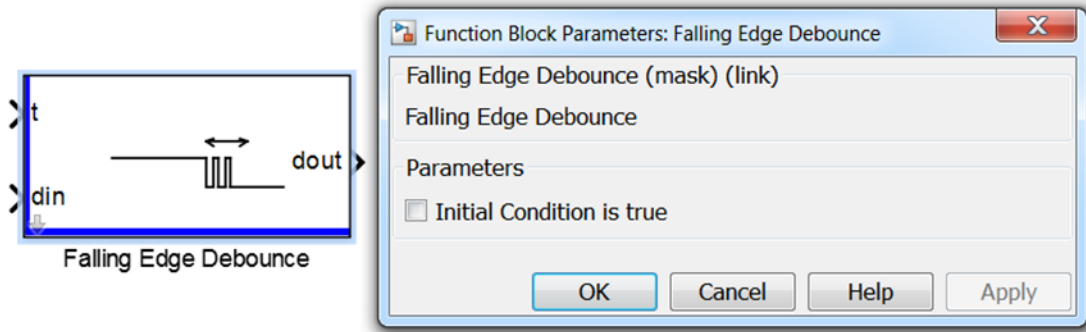 t
din
dout
Falling Edge Debounce
Function Block Parameters: Falling Edge Debounce
Falling Edge Debounce (mask) (link)
Falling Edge Debounce
Parameters
Initial Condition is true
OK
Cancel
Help
Apply